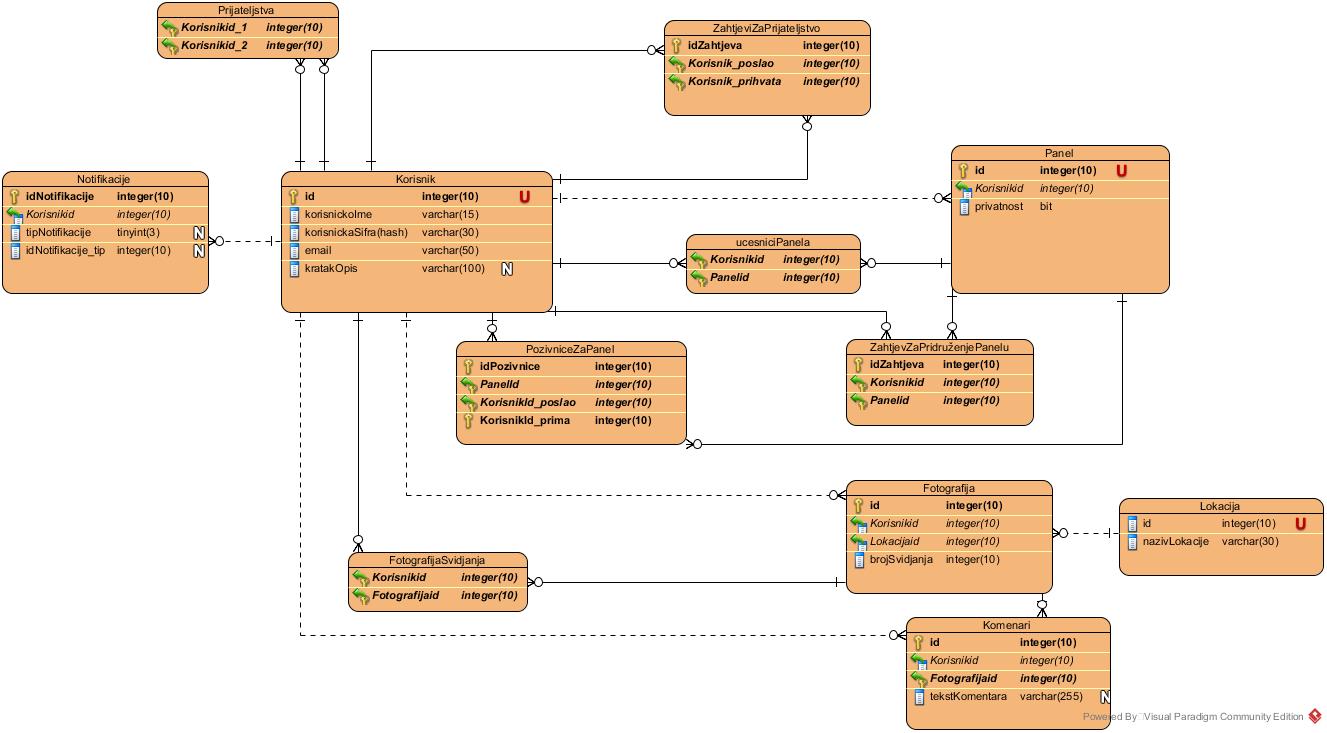 Prijateljstva
Korisnikid_1 integer(10)
Korisnikid_2 integer(10)
ZahtjeviZaPrijateljstvo
idZahtjeva integer(10)
Korisnik_poslao integer(10)
Korisnik_prihvata integer(10)
Notifikacije
idNotifikacije integer(10)
Korisnikid integer(10)
tipNotifikacije tinyint(3) N
idNotifikacije_tip integer(10) N
Korisnik
id integer(10) U
korisnickoIme varchar(15)
korisnickaSifra(hash) varchar(30)
email varchar(50)
kratakOpis varchar(100) N
Panel
id integer(10) U
Korisnikid integer(10)
privatnost bit
ucesniciPanela
Korisnikid integer(10)
Panelid integer(10)
PozivniceZaPanel
idPozivnice integer(10)
PanelId integer(10)
KorisnikId_poslao integer(10)
KorisnikId_prima integer(10)
ZahtjevZaPridruženjePanelu
idZahtjeva integer(10)
Korisnikid integer(10)
Panelid integer(10)
Fotografija
id integer(10)
Korisnikid integer(10)
Lokacijaid integer(10)
brojSvidjanja integer(10)
Lokacija
id integer(10) U
nazivLokacije varchar(30)
FotografijaSvidjanja
Korisnikid integer(10)
Fotografijaid integer(10)
Komenari
id integer(10)
Korisnikid integer(10)
Fotografijaid integer(10)
tekstKomentara varchar(255) N
Powered By Visual Paradigm Community Edition